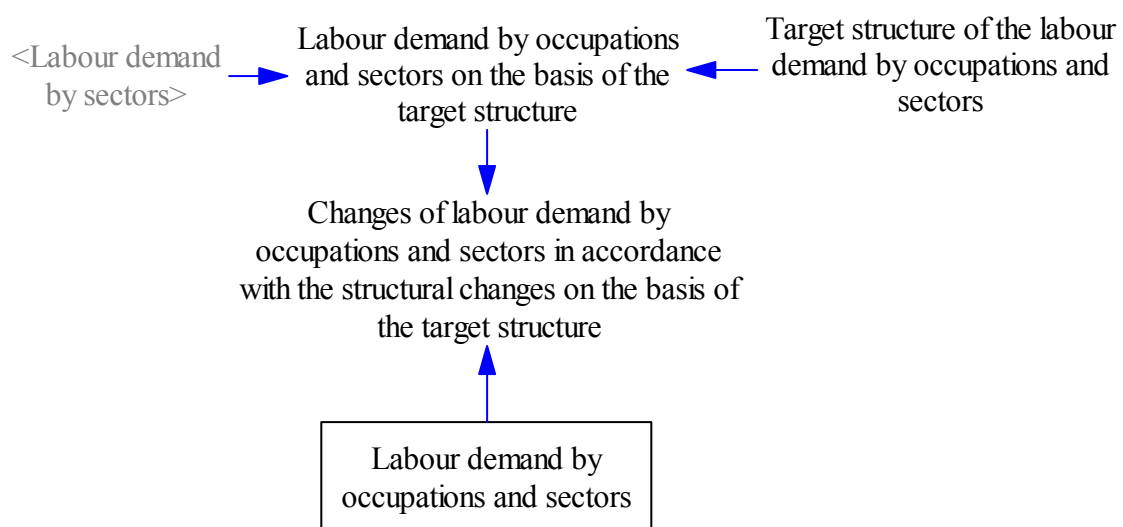 <Labour demand
by sectors>
Labour demand by occupations
and sectors on the basis of the
target structure
Target structure of the labour
demand by occupations and
sectors
Changes of labour demand by
occupations and sectors in accordance
with the structural changes on the basis of
the target structure
Labour demand by
occupations and sectors